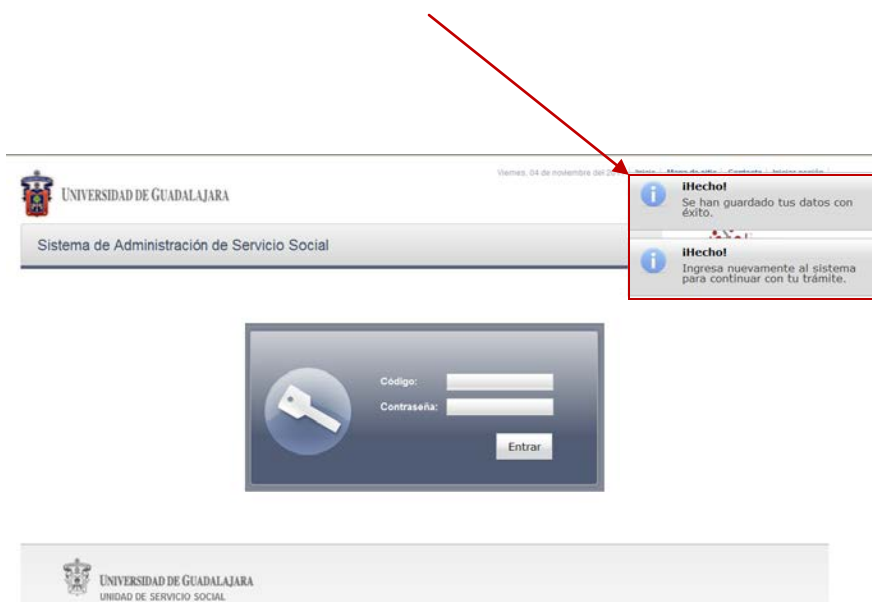 Viernes, 04 de noviembre del 20
Inicio | Mapa de sitio | Contacto | Iniciar sesión |
UNIVERSIDAD DE GUADALAJARA
¡Hecho!
Se han guardado tus datos con
éxito.
Sistema de Administración de Servicio Social
¡Hecho!
Ingresa nuevamente al sistema
para continuar con tu trámite.
Código:
Contraseña:
Entrar
UNIVERSIDAD DE GUADALAJARA
UNIDAD DE SERVICIO SOCIAL